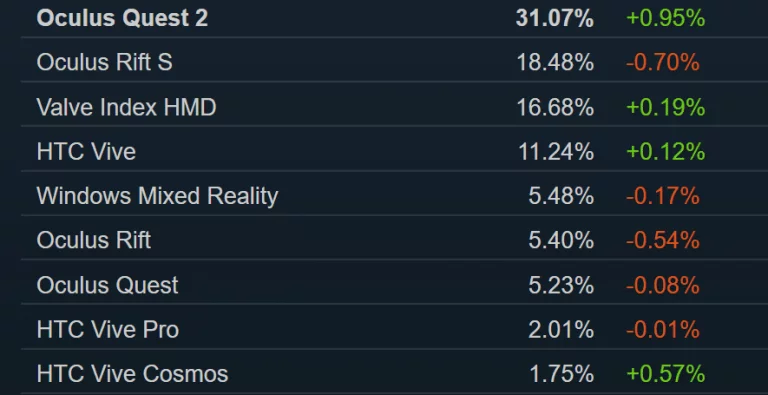 Oculus Quest 2 31.07% +0.95%
Oculus Rift S 18.48% -0.70%
Valve Index HMD 16.68% +0.19%
HTC Vive 11.24% +0.12%
Windows Mixed Reality 5.48% -0.17%
Oculus Rift 5.40% -0.54%
Oculus Quest 5.23% -0.08%
HTC Vive Pro 2.01% -0.01%
HTC Vive Cosmos 1.75% +0.57%